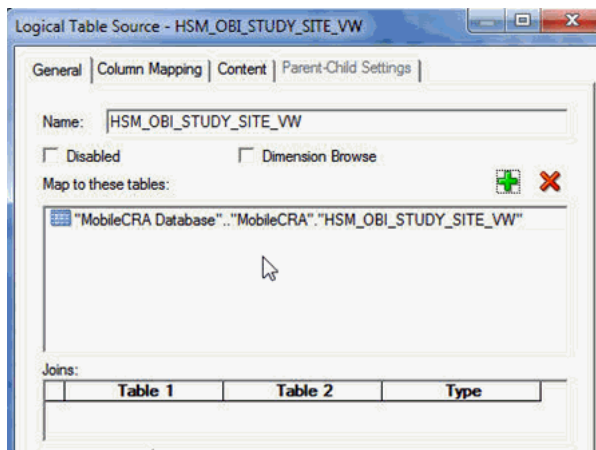 Logical Table Source - HSM_OBI_STUDY_SITE_VW
General Column Mapping Content Parent-Child Settings
Name: HSM_OBI_STUDY_SITE_VW
Disabled Dimension Browse
Map to these tables:
"MobileCRA Database".."MobileCRA"."HSM_OBI_STUDY_SITE_VW"
Joins:
Table 1 Table 2 Type